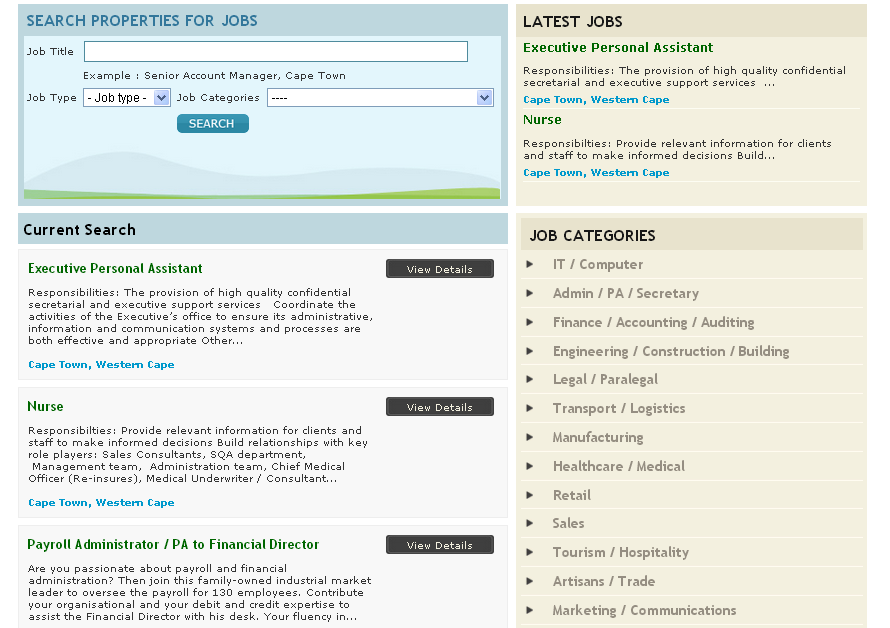 SEARCH PROPERTIES FOR JOBS
Job Title
Example : Senior Account Manager, Cape Town
Job Type - Job type - Job Categories ----
SEARCH
LATEST JOBS
Executive Personal Assistant
Responsibilities: The provision of high quality confidential
secretarial and executive support services ...
Cape Town, Western Cape
Nurse
Responsibilties: Provide relevant information for clients
and staff to make informed decisions Build...
Cape Town, Western Cape
Current Search
Executive Personal Assistant
View Details
Responsibilities: The provision of high quality confidential
secretarial and executive support services Coordinate the
activities of the Executive's office to ensure its administrative,
information and communication systems and processes are
both effective and appropriate Other...
Cape Town, Western Cape
Nurse
View Details
Responsibilties: Provide relevant information for clients and
staff to make informed decisions Build relationships with key
role players: Sales Consultants, SQA department,
Management team, Administration team, Chief Medical
Officer (Re-insures), Medical Underwriter / Consultant...
Cape Town, Western Cape
Payroll Administrator / PA to Financial Director
View Details
Are you passionate about payroll and financial
administration? Then join this family-owned industrial market
leader to oversee the payroll for 130 employees. Contribute
your organisational and your debit and credit expertise to
assist the Financial Director with his desk. Your fluency in...
JOB CATEGORIES
IT / Computer
Admin / PA / Secretary
Finance / Accounting / Auditing
Engineering / Construction / Building
Legal / Paralegal
Transport / Logistics
Manufacturing
Healthcare / Medical
Retail
Sales
Tourism / Hospitality
Artisans / Trade
Marketing / Communications